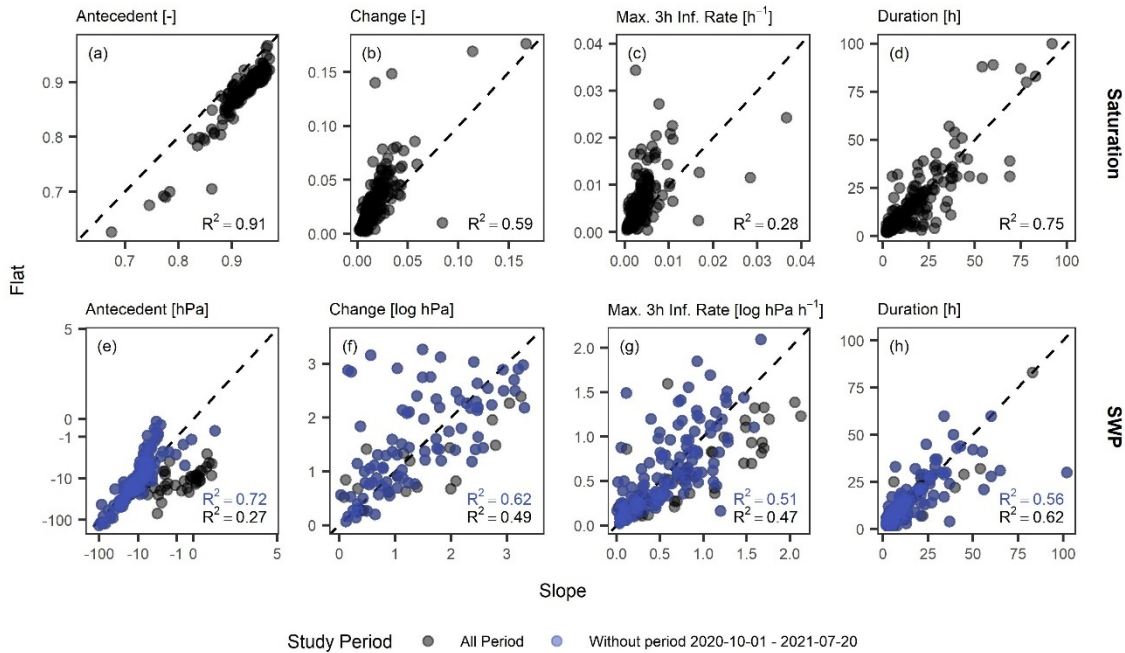 Antecedent [-] Change [-] Max. 3h Inf. Rate [h⁻¹] Duration [h]
(a) (b) (c) (d)
0.9
0.8
0.7
0.7 0.8 0.9
R² = 0.91
0.15
0.10
0.05
0.00
0.00 0.05 0.10 0.15
R² = 0.59
0.04
0.03
0.02
0.01
0.00
0.00 0.01 0.02 0.03 0.04
R² = 0.28
100
75
50
25
0
0 25 50 75 100
R² = 0.75
Saturation
Flat
Antecedent [hPa] Change [log hPa] Max. 3h Inf. Rate [log hPa h⁻¹] Duration [h]
(e) (f) (g) (h)
5
0
-1
-10
-100
-100 -10 -1 0 5
R² = 0.72
R² = 0.27
3
2
1
0
0 1 2 3
R² = 0.62
R² = 0.49
2.0
1.5
1.0
0.5
0.0
0.0 0.5 1.0 1.5 2.0
R² = 0.51
R² = 0.47
100
75
50
25
0
0 25 50 75 100
R² = 0.56
R² = 0.62
SWP
Slope
Study Period All Period Without period 2020-10-01 - 2021-07-20